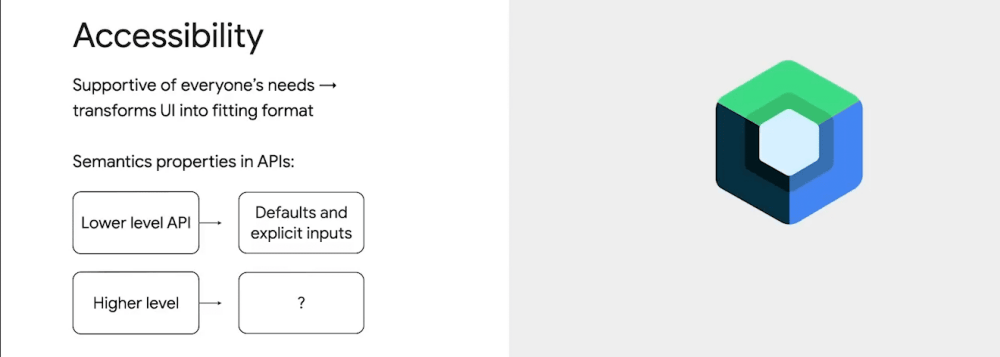 Accessibility
Supportive of everyone's needs →
transforms UI into fitting format
Semantics properties in APIs:
Lower level API
Defaults and
explicit inputs
Higher level
?